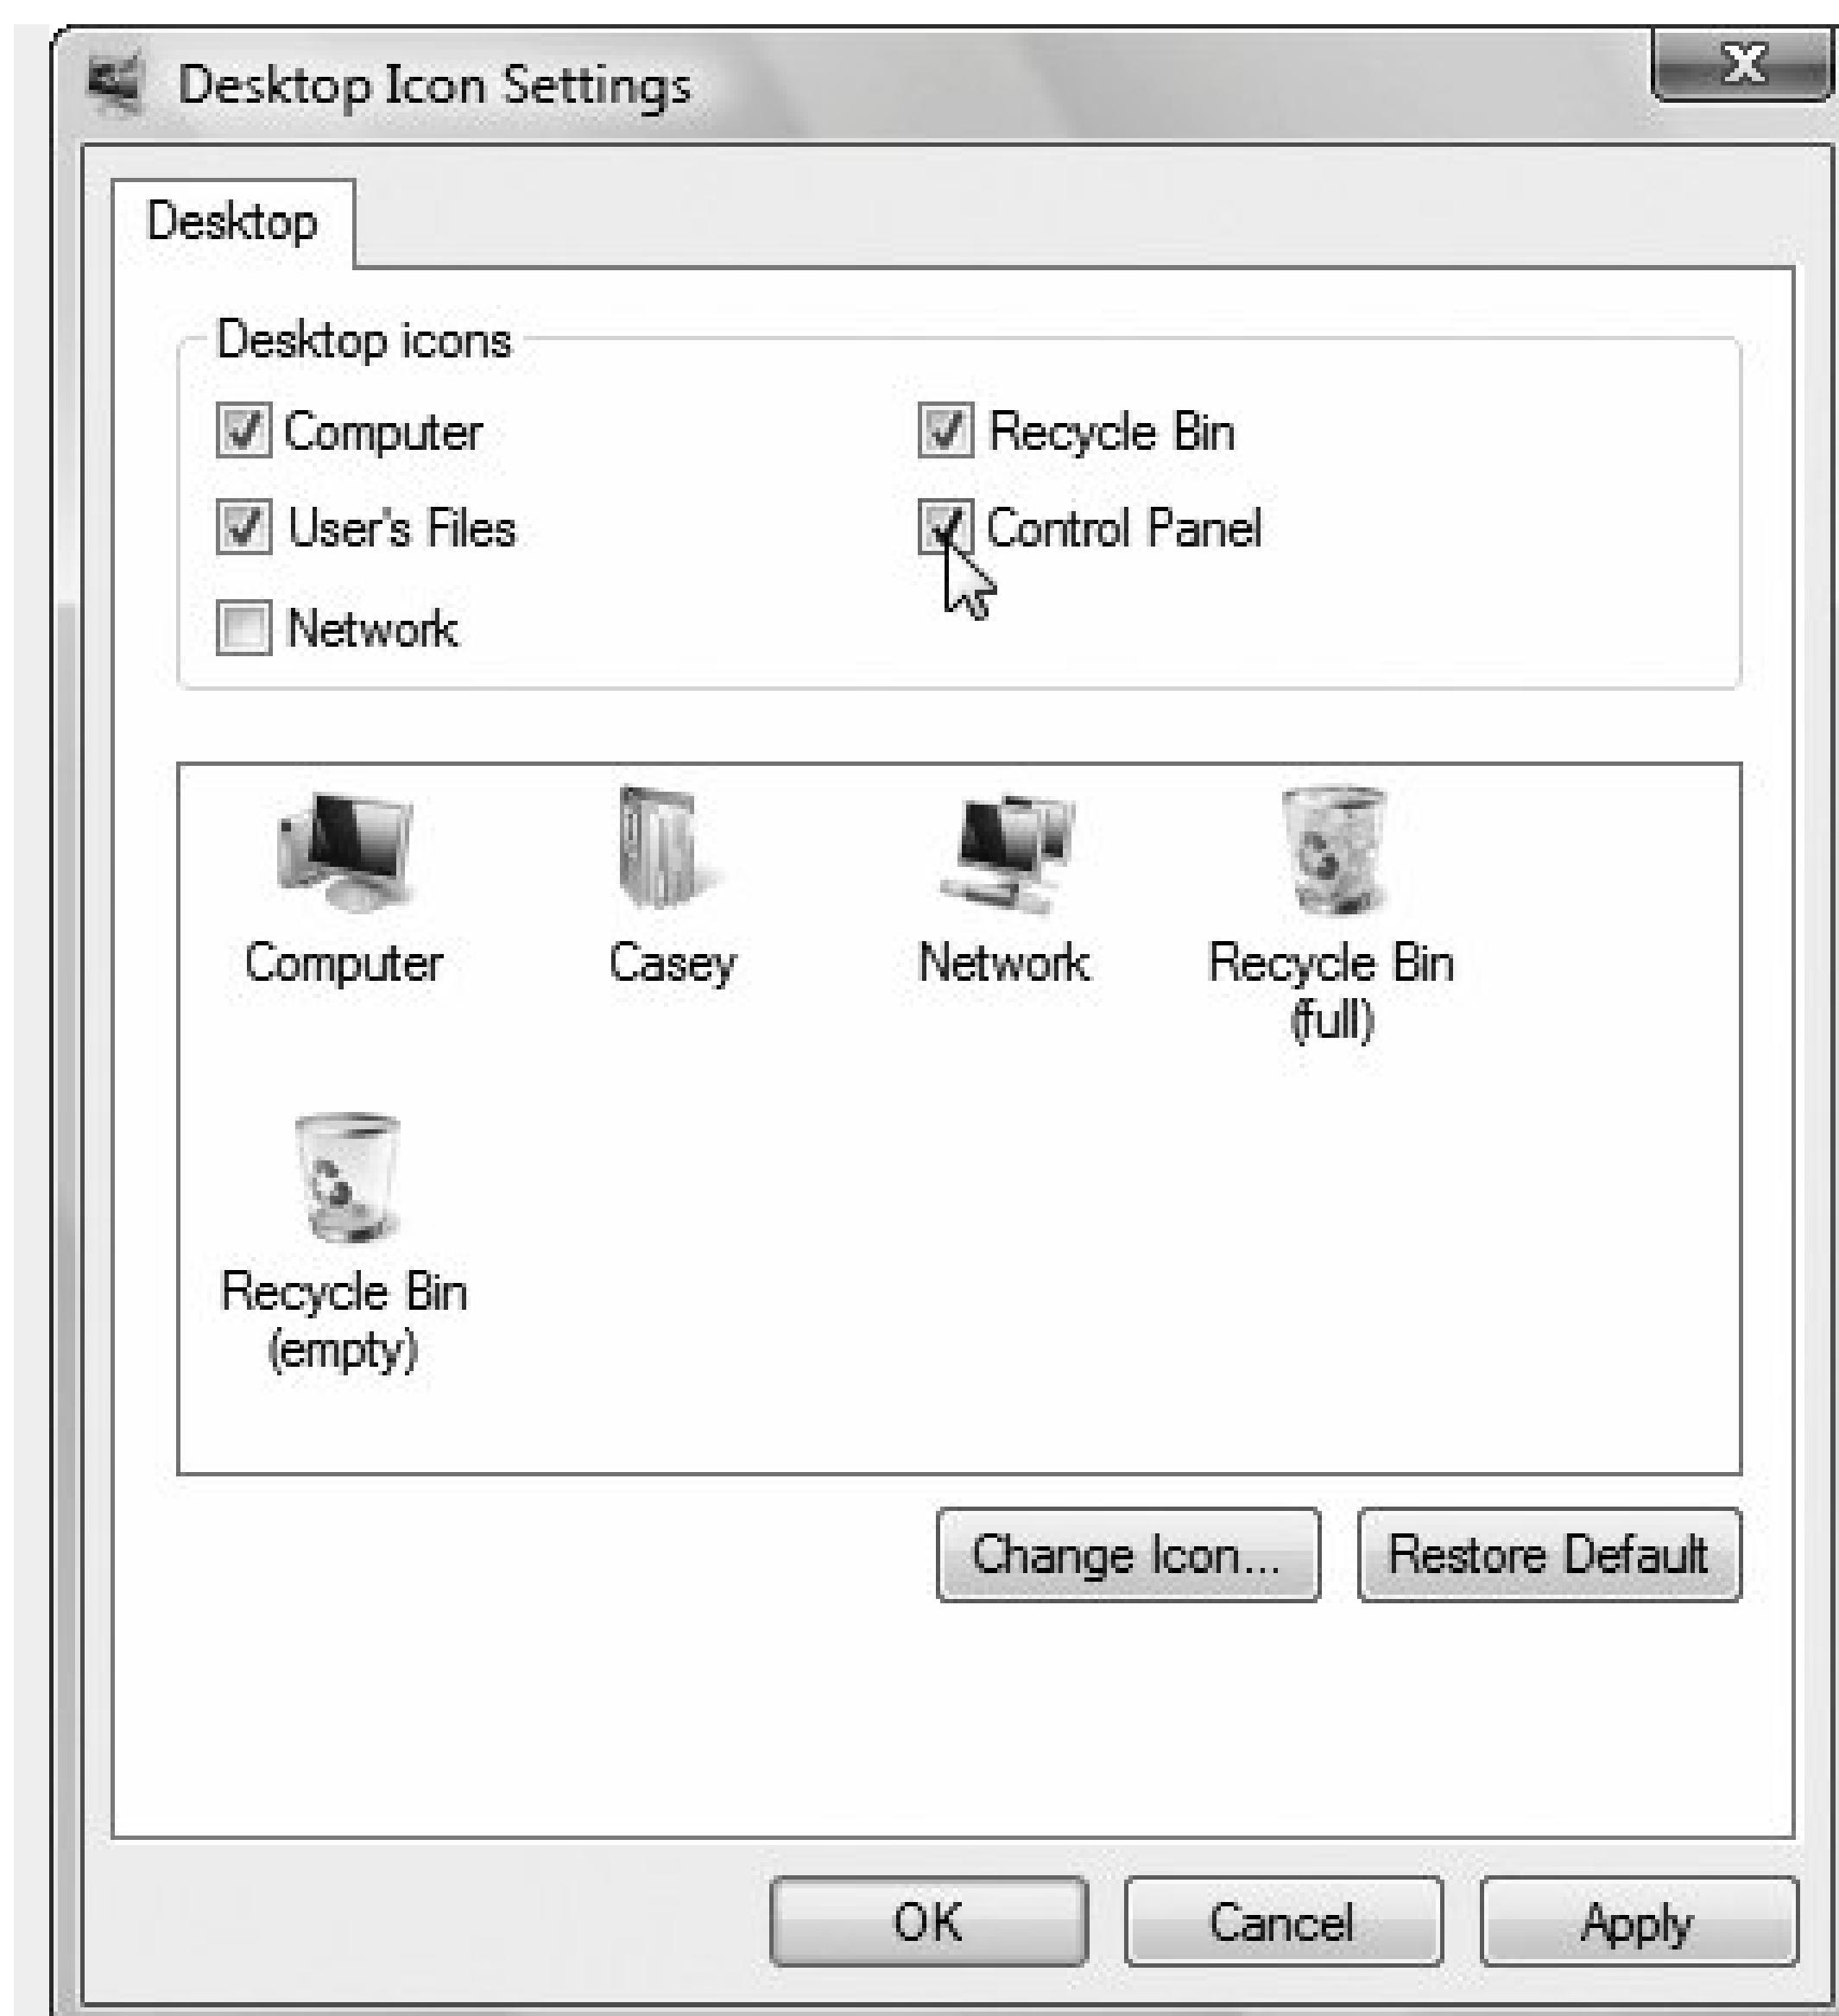 Desktop Icon Settings
Desktop
Desktop icons
Computer
Recycle Bin
User's Files
Control Panel
Network
Computer
Casey
Network
Recycle Bin
(full)
Recycle Bin
(empty)
Change Icon...
Restore Default
OK
Cancel
Apply